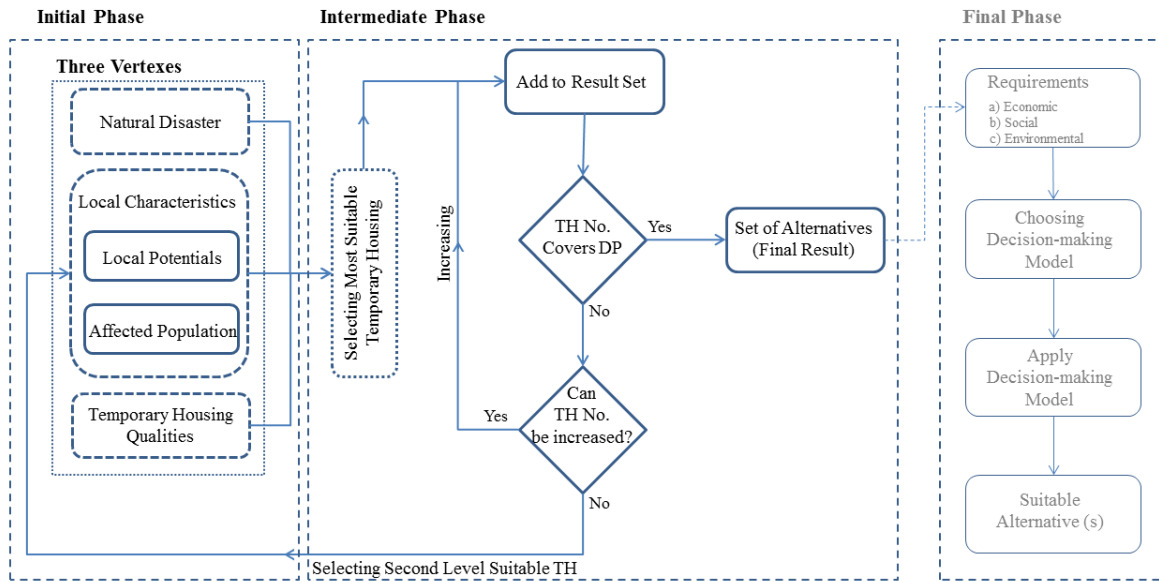 Initial Phase
Three Vertexes
Natural Disaster
Local Characteristics
Local Potentials
Affected Population
Temporary Housing
Qualities
Intermediate Phase
Selecting Most Suitable
Temporary Housing
Increasing
Add to Result Set
TH No.
Covers DP
Yes
Set of Alternatives
(Final Result)
No
Can
TH No.
be increased?
Yes
No
Selecting Second Level Suitable TH
Final Phase
Requirements
a) Economic
b) Social
c) Environmental
Choosing
Decision-making
Model
Apply
Decision-making
Model
Suitable
Alternative (s)